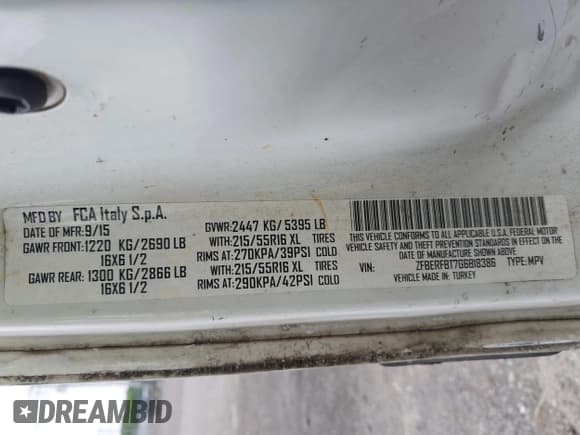 MFD BY FCA Italy S.p.A.
DATE OF MFR: 9/15
GAWR FRONT: 1220 KG/2690 LB
16X6 1/2
GAWR REAR: 1300 KG/2866 LB
16X6 1/2
GVWR: 2447 KG/5395 LB
WITH: 215/55R16 XL TIRES
RIMS AT: 270KPA/39PSI COLD
WITH: 215/55R16 XL TIRES
RIMS AT: 290KPA/42PSI COLD
THIS VEHICLE CONFORMS TO ALL APPLICABLE U.S.A. FEDERAL MOTOR
VEHICLE SAFETY AND THEFT PREVENTION STANDARDS IN EFFECT ON THE
DATE OF MANUFACTURE SHOWN ABOVE
VIN: ZFBERFBT7G6B18386 TYPE: MPV
VEHICLE MADE IN: TURKEY
DREAMBID